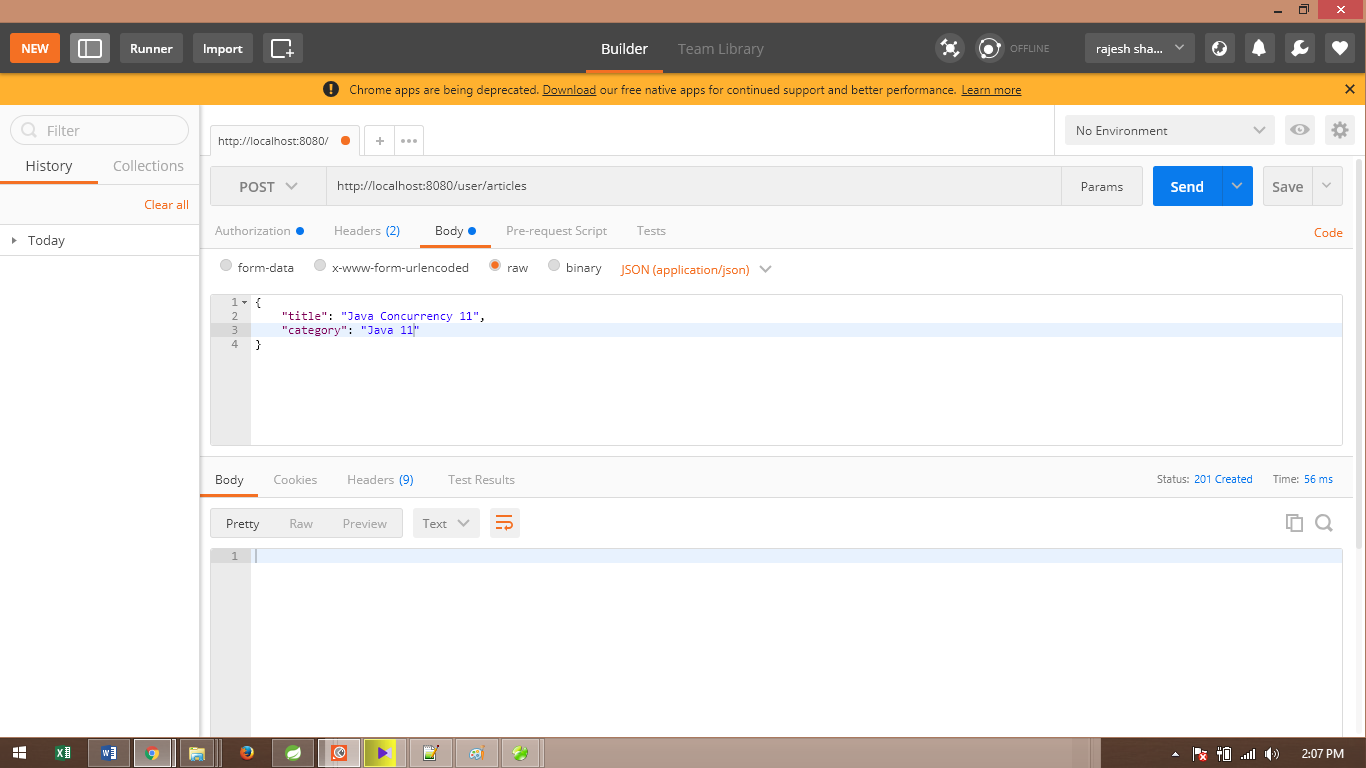 NEW Runner Import Builder Team Library OFFLINE rajesh sha...
Chrome apps are being deprecated. Download our free native apps for continued support and better performance. Learn more
Filter
History Collections
Clear all
Today
http://localhost:8080/ + ••• No Environment
POST http://localhost:8080/user/articles Params Send Save
Authorization Headers (2) Body Pre-request Script Tests Code
form-data x-www-form-urlencoded raw binary JSON (application/json)
1 {
2 "title": "Java Concurrency 11",
3 "category": "Java 11"
4 }
Body Cookies Headers (9) Test Results Status: 201 Created Time: 56 ms
Pretty Raw Preview Text
1
2:07 PM